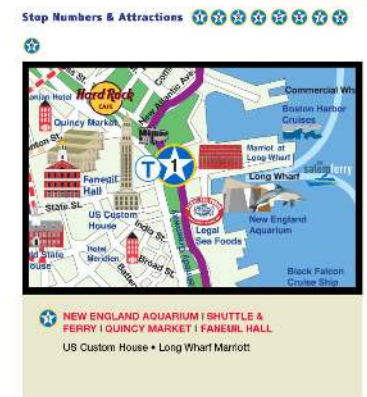 Stop Numbers & Attractions
Hard Rock
CAFE
New Atlantic Ave.
Commercial Wh
Boston Harbor
Cruises
Quincy Market
Marriot at
Long Wharf
T
1
salem ferry
Long Wharf
Faneuil
Hall
State St.
US Custom
House
India St.
Legal
Sea Foods
New England
Aquarium
Hotel
Meridien
Broad St.
Black Falcon
Cruise Ship
NEW ENGLAND AQUARIUM | SHUTTLE &
FERRY | QUINCY MARKET | FANEUIL HALL
US Custom House • Long Wharf Marriott